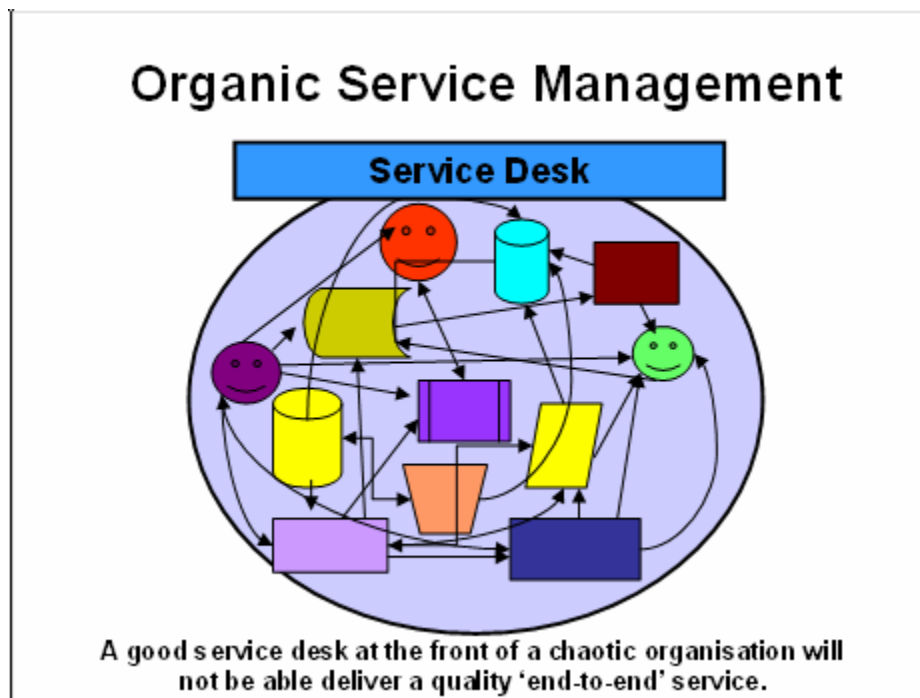 Organic Service Management
Service Desk
A good service desk at the front of a chaotic organisation will
not be able deliver a quality ‘end-to-end’ service.